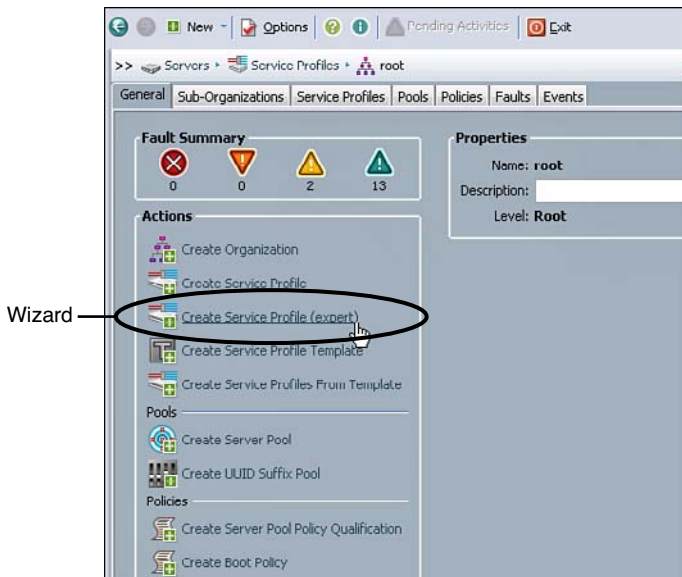 New Options Pending Activities Exit
>> Servers Service Profiles root
General Sub-Organizations Service Profiles Pools Policies Faults Events
Fault Summary
0 0 2 13
Properties
Name: root
Description:
Level: Root
Actions
Create Organization
Create Service Profile
Wizard
Create Service Profile (expert)
Create Service Profile Template
Create Service Profiles From Template
Pools
Create Server Pool
Create UUID Suffix Pool
Policies
Create Server Pool Policy Qualification
Create Boot Policy